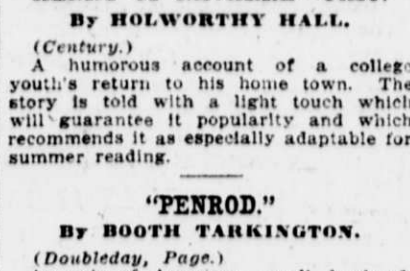 By HOLWORTHY HALL.
(Century.)
A humorous account of a college
youth's return to his home town. The
story is told with a light touch which
will guarantee it popularity and which
recommends it as especially adaptable for
summer reading.
"PENROD."
By BOOTH TARKINGTON.
(Doubleday, Page.)